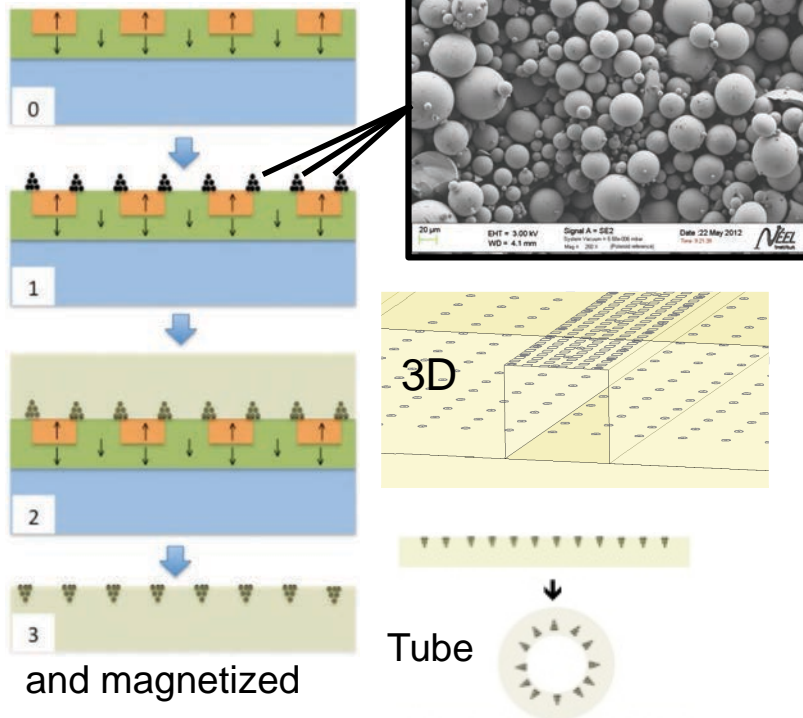 0
1
2
3
and magnetized
20 µm
EHT = 3.00 kV
WD = 4.1 mm
Signal A = SE2
Date :22 May 2012
NÉEL
3D
Tube